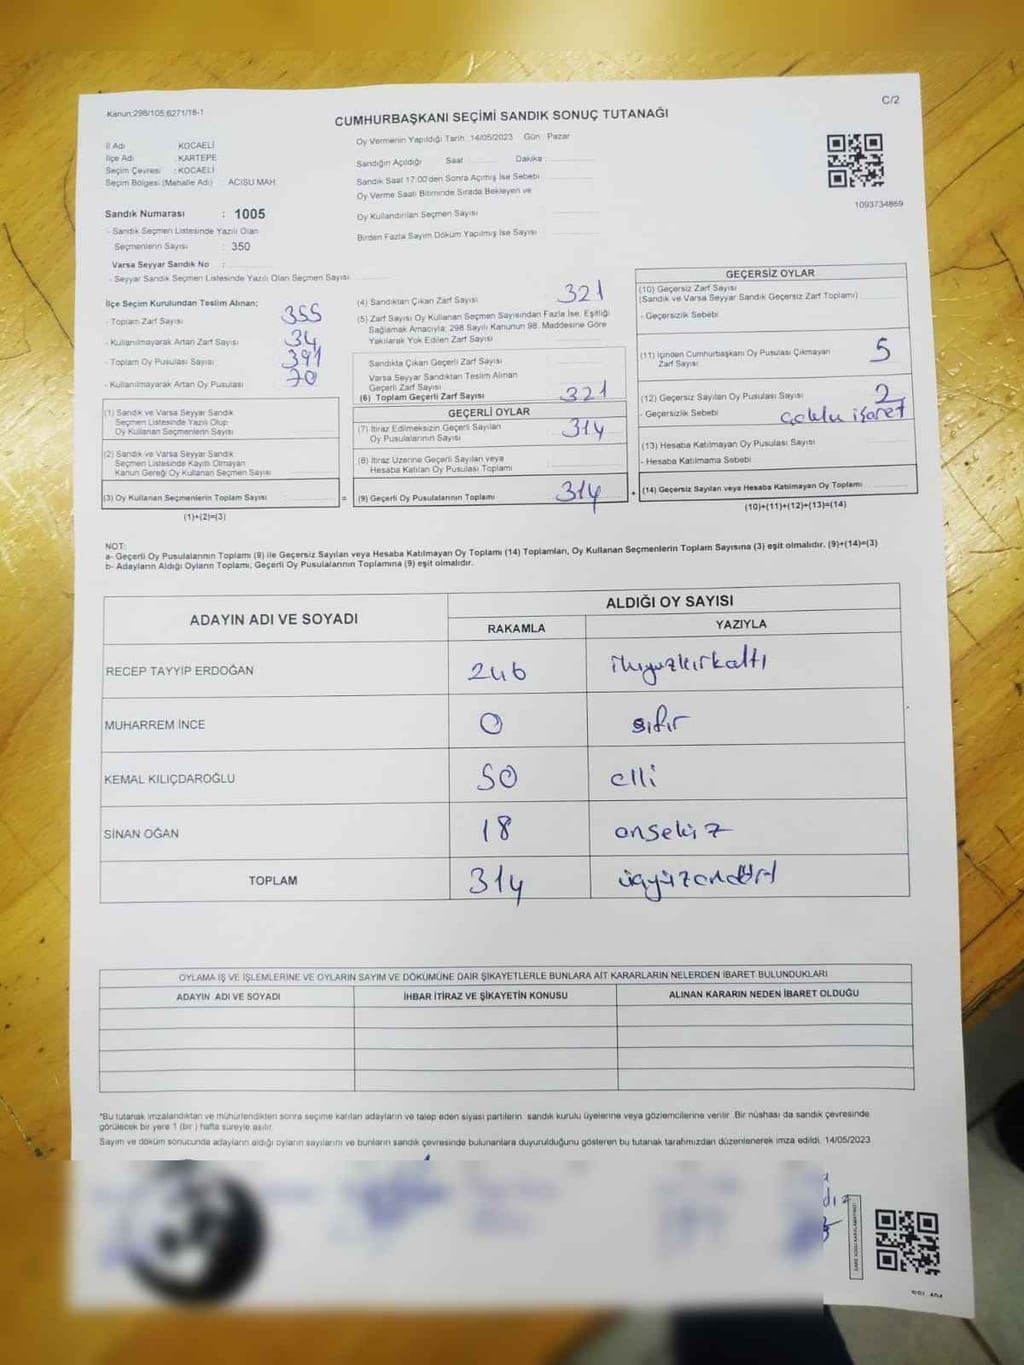 Kanun:298/105;6271/18-1
C/2
CUMHURBAŞKANI SEÇİMİ SANDIK SONUÇ TUTANAĞI
İl Adı : KOCAELİ
İlçe Adı : KARTEPE
Seçim Çevresi : KOCAELİ
Seçim Bölgesi (Mahalle Adı) ACISU MAH.
Oy Vermenin Yapıldığı Tarih 14/05/2023 Gün : Pazar
Sandığın Açıldığı Saat Dakika :
Sandık Saat 17:00'den Sonra Açılmış İse Sebebi
Oy Verme Saati Bitiminde Sırada Bekleyen ve
Oy Kullandırılan Seçmen Sayısı
Birden Fazla Sayım Döküm Yapılmış İse Sayısı
1093734869
Sandık Numarası : 1005
- Sandık Seçmen Listesinde Yazılı Olan
Seçmenlerin Sayısı : 350
Varsa Seyyar Sandık No :
- Seyyar Sandık Seçmen Listesinde Yazılı Olan Seçmen Sayısı
İlçe Seçim Kurulundan Teslim Alınan;
- Toplam Zarf Sayısı 355
- Kullanılmayarak Artan Zarf Sayısı 34
- Toplam Oy Pusulası Sayısı 391
- Kullanılmayarak Artan Oy Pusulası 70
(1) Sandık ve Varsa Seyyar Sandık
Seçmen Listesinde Yazılı Olup
Oy Kullanan Seçmenlerin Sayısı
(2) Sandık ve Varsa Seyyar Sandık
Seçmen Listesinde Kayıtlı Olmayan
Kanun Gereği Oy Kullanan Seçmen Sayısı
(3) Oy Kullanan Seçmenlerin Toplam Sayısı =
(1)+(2)=(3)
(4) Sandıktan Çıkan Zarf Sayısı 321
(5) Zarf Sayısı Oy Kullanan Seçmen Sayısından Fazla İse, Eşitliği
Sağlamak Amacıyla; 298 Sayılı Kanunun 98. Maddesine Göre
Yakılarak Yok Edilen Zarf Sayısı
Sandıkta Çıkan Geçerli Zarf Sayısı
Varsa Seyyar Sandıktan Teslim Alınan
Geçerli Zarf Sayısı
(6) Toplam Geçerli Zarf Sayısı 321
GEÇERLİ OYLAR
(7) İtiraz Edilmeksizin Geçerli Sayılan
Oy Pusulalarının Sayısı 314
(8) İtiraz Üzerine Geçerli Sayılan veya
Hesaba Katılan Oy Pusulası Toplamı
(9) Geçerli Oy Pusulalarının Toplamı 314 +
GEÇERSİZ OYLAR
(10) Geçersiz Zarf Sayısı
(Sandık ve Varsa Seyyar Sandık Geçersiz Zarf Toplamı)
- Geçersizlik Sebebi
(11) İçinden Cumhurbaşkanı Oy Pusulası Çıkmayan
Zarf Sayısı 5
(12) Geçersiz Sayılan Oy Pusulası Sayısı 2
- Geçersizlik Sebebi çoklu işaret
(13) Hesaba Katılmayan Oy Pusulası Sayısı
- Hesaba Katılmama Sebebi
(14) Geçersiz Sayılan veya Hesaba Katılmayan Oy Toplamı
(10)+(11)+(12)+(13)=(14)
NOT:
a- Geçerli Oy Pusulalarının Toplamı (9) ile Geçersiz Sayılan veya Hesaba Katılmayan Oy Toplamı (14) Toplamları, Oy Kullanan Seçmenlerin Toplam Sayısına (3) eşit olmalıdır. (9)+(14)=(3)
b- Adayların Aldığı Oyların Toplamı, Geçerli Oy Pusulalarının Toplamına (9) eşit olmalıdır.
ADAYIN ADI VE SOYADI ALDIĞI OY SAYISI
RAKAMLA YAZIYLA
RECEP TAYYİP ERDOĞAN 246 ikiyüzkırkaltı
MUHARREM İNCE 0 sıfır
KEMAL KILIÇDAROĞLU 50 elli
SİNAN OĞAN 18 onsekiz
TOPLAM 314 üçyüzondört
OYLAMA İŞ VE İŞLEMLERİNE VE OYLARIN SAYIM VE DÖKÜMÜNE DAİR ŞİKAYETLERLE BUNLARA AİT KARARLARIN NELERDEN İBARET BULUNDUKLARI
ADAYIN ADI VE SOYADI İHBAR İTİRAZ VE ŞİKAYETİN KONUSU ALINAN KARARIN NEDEN İBARET OLDUĞU
*Bu tutanak imzalandıktan ve mühürlendikten sonra seçime katılan adayların ve talep eden siyasi partilerin sandık kurulu üyelerine veya gözlemcilerine verilir. Bir nüshası da sandık çevresinde
görülecek bir yere 1 (bir) hafta süreyle asılır.
Sayım ve döküm sonucunda adayların aldığı oyların sayılarını ve bunların sandık çevresinde bulunanlara duyurulduğunu gösteren bu tutanak tarafımızdan düzenlenerek imza edildi. 14/05/2023